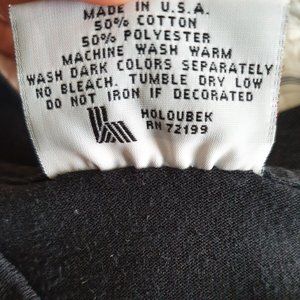 MADE IN U.S.A.
50% COTTON
50% POLYESTER
MACHINE WASH WARM
WASH DARK COLORS SEPARATELY
NO BLEACH. TUMBLE DRY LOW
DO NOT IRON IF DECORATED
HOLOUBEK
RN 72199